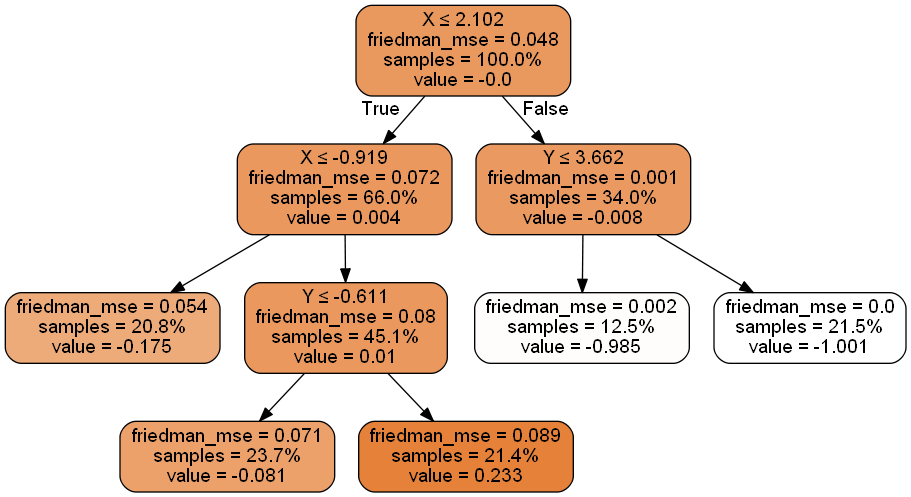 X ≤ 2.102
friedman_mse = 0.048
samples = 100.0%
value = -0.0
True
False
X ≤ -0.919
friedman_mse = 0.072
samples = 66.0%
value = 0.004
Y ≤ 3.662
friedman_mse = 0.001
samples = 34.0%
value = -0.008
friedman_mse = 0.054
samples = 20.8%
value = -0.175
Y ≤ -0.611
friedman_mse = 0.08
samples = 45.1%
value = 0.01
friedman_mse = 0.002
samples = 12.5%
value = -0.985
friedman_mse = 0.0
samples = 21.5%
value = -1.001
friedman_mse = 0.071
samples = 23.7%
value = -0.081
friedman_mse = 0.089
samples = 21.4%
value = 0.233